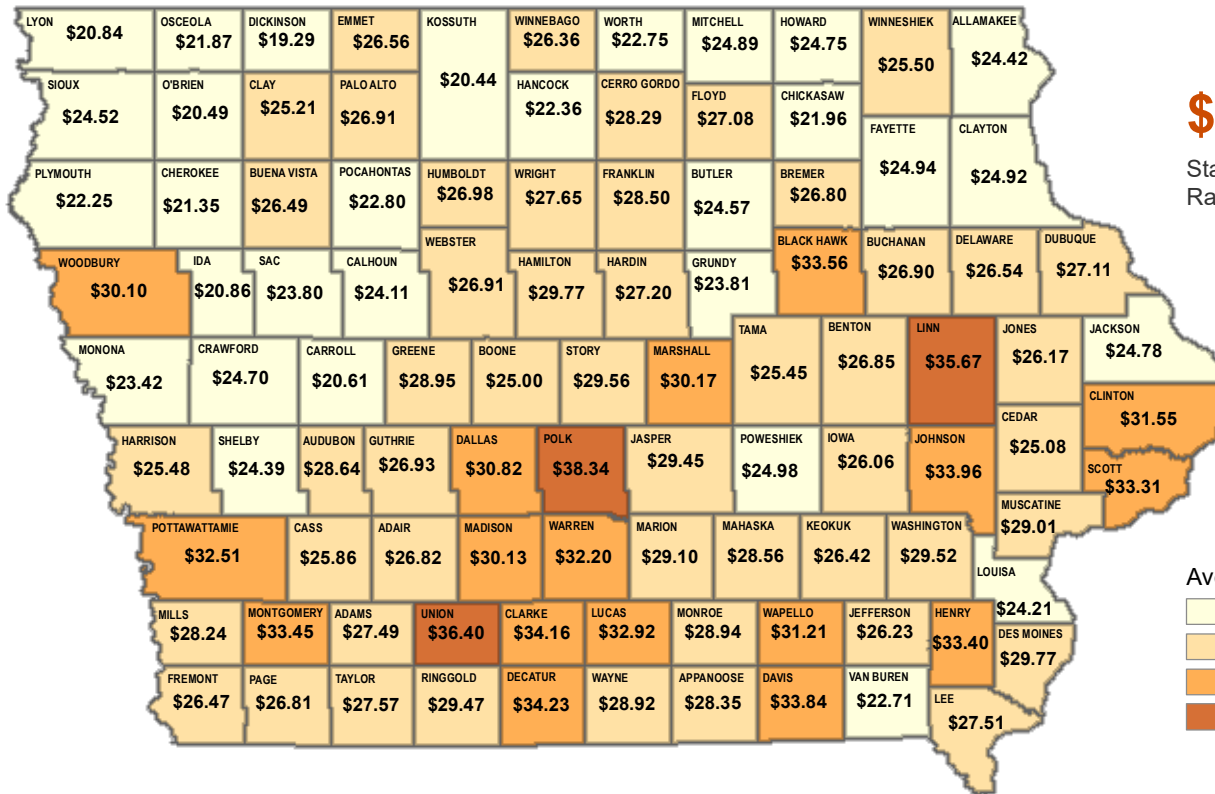 LYON
$20.84
OSCEOLA
$21.87
DICKINSON
$19.29
EMMET
$26.56
KOSSUTH
$20.44
WINNEBAGO
$26.36
WORTH
$22.75
MITCHELL
$24.89
HOWARD
$24.75
WINNESHIEK
$25.50
ALLAMAKEE
$24.42
SIOUX
$24.52
O'BRIEN
$20.49
CLAY
$25.21
PALO ALTO
$26.91
HANCOCK
$22.36
CERRO GORDO
$28.29
FLOYD
$27.08
CHICKASAW
$21.96
FAYETTE
$24.94
CLAYTON
$24.92
$
Sta
Ra
PLYMOUTH
$22.25
CHEROKEE
$21.35
BUENA VISTA
$26.49
POCAHONTAS
$22.80
HUMBOLDT
$26.98
WRIGHT
$27.65
FRANKLIN
$28.50
BUTLER
$24.57
BREMER
$26.80
WOODBURY
$30.10
IDA
$20.86
SAC
$23.80
CALHOUN
$24.11
WEBSTER
$26.91
HAMILTON
$29.77
HARDIN
$27.20
GRUNDY
$23.81
BLACK HAWK
$33.56
BUCHANAN
$26.90
DELAWARE
$26.54
DUBUQUE
$27.11
MONONA
$23.42
CRAWFORD
$24.70
CARROLL
$20.61
GREENE
$28.95
BOONE
$25.00
STORY
$29.56
MARSHALL
$30.17
TAMA
$25.45
BENTON
$26.85
LINN
$35.67
JONES
$26.17
JACKSON
$24.78
CLINTON
$31.55
CEDAR
$25.08
HARRISON
$25.48
SHELBY
$24.39
AUDUBON
$28.64
GUTHRIE
$26.93
DALLAS
$30.82
POLK
$38.34
JASPER
$29.45
POWESHIEK
$24.98
IOWA
$26.06
JOHNSON
$33.96
SCOTT
$33.31
MUSCATINE
$29.01
POTTAWATTAMIE
$32.51
CASS
$25.86
ADAIR
$26.82
MADISON
$30.13
WARREN
$32.20
MARION
$29.10
MAHASKA
$28.56
KEOKUK
$26.42
WASHINGTON
$29.52
LOUISA
$24.21
Av
MILLS
$28.24
MONTGOMERY
$33.45
ADAMS
$27.49
UNION
$36.40
CLARKE
$34.16
LUCAS
$32.92
MONROE
$28.94
WAPELLO
$31.21
JEFFERSON
$26.23
HENRY
$33.40
DES MOINES
$29.77
FREMONT
$26.47
PAGE
$26.81
TAYLOR
$27.57
RINGGOLD
$29.47
DECATUR
$34.23
WAYNE
$28.92
APPANOOSE
$28.35
DAVIS
$33.84
VAN BUREN
$22.71
LEE
$27.51